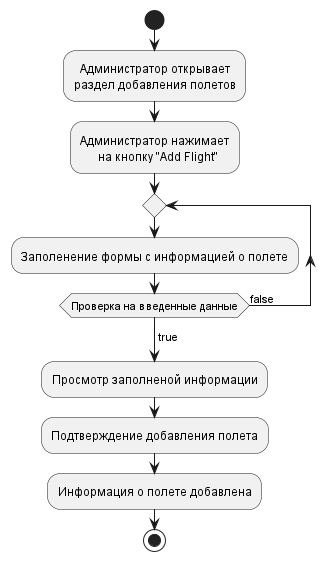 Администратор открывает
раздел добавления полетов
Администратор нажимает
на кнопку "Add Flight"
Заполенение формы с информацией о полете
Проверка на введенные данные
false
true
Просмотр заполненой информации
Подтверждение добавления полета
Информация о полете добавлена